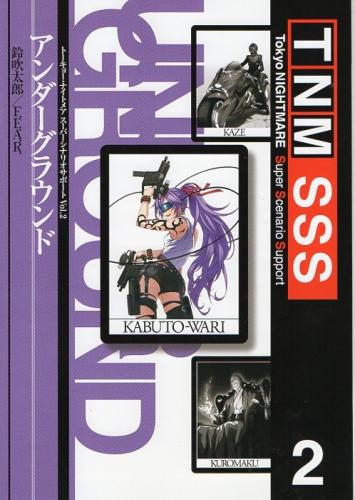 TNM SSS
Tokyo NIGHTMARE Super Scenario Support
KAZE
KABUTO-WARI
KUROMAKU
2
UNDER
GROUND
トーキョー・ナイトメア スーパーシナリオサポート Vol.2
アンダーグラウンド
鈴吹太郎／F.E.A.R.